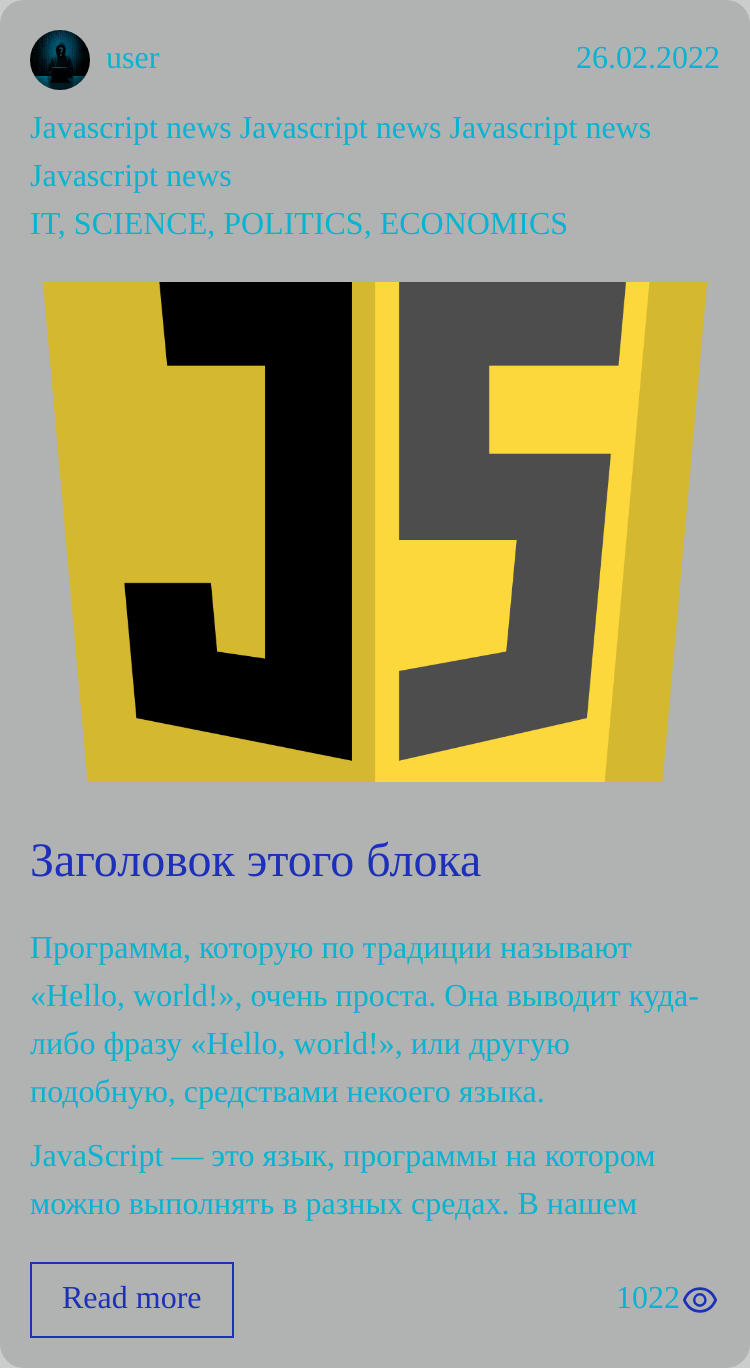 user 26.02.2022
Javascript news Javascript news Javascript news
Javascript news
IT, SCIENCE, POLITICS, ECONOMICS
JS
Заголовок этого блока
Программа, которую по традиции называют
«Hello, world!», очень проста. Она выводит куда-
либо фразу «Hello, world!», или другую
подобную, средствами некоего языка.
JavaScript — это язык, программы на котором
можно выполнять в разных средах. В нашем
Read more 1022